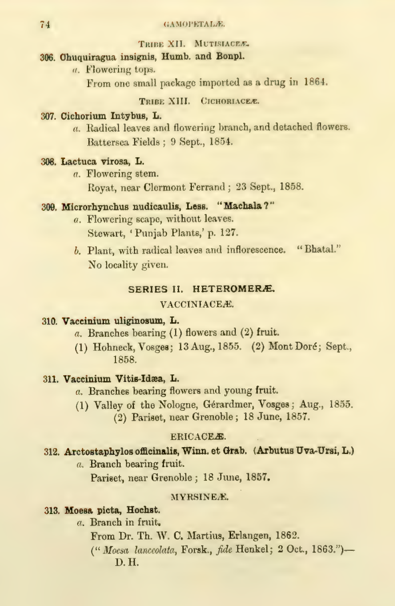 74
GAMOPETALÆ.
TRIBE XII. MUTISIACEÆ.
306. Chuquiragua insignis, Humb. and Bonpl.
a. Flowering tops.
From one small package imported as a drug in 1864.
TRIBE XIII. CICHORIACEÆ.
307. Cichorium Intybus, L.
a. Radical leaves and flowering branch, and detached flowers.
Battersea Fields ; 9 Sept., 1854.
308. Lactuca virosa, L.
a. Flowering stem.
Royat, near Clermont Ferrand ; 23 Sept., 1858.
309. Microrhynchus nudicaulis, Less. "Machala?"
a. Flowering scape, without leaves.
Stewart, 'Punjab Plants,' p. 127.
b. Plant, with radical leaves and inflorescence. "Bhatal."
No locality given.
SERIES II. HETEROMERÆ.
VACCINIACEÆ.
310. Vaccinium uliginosum, L.
a. Branches bearing (1) flowers and (2) fruit.
(1) Hohneck, Vosges; 13 Aug., 1855. (2) Mont Doré; Sept.,
1858.
311. Vaccinium Vitis-Idæa, L.
a. Branches bearing flowers and young fruit.
(1) Valley of the Nologne, Gérardmer, Vosges ; Aug., 1855.
(2) Pariset, near Grenoble ; 18 June, 1857.
ERICACEÆ.
312. Arctostaphylos officinalis, Winn. et Grab. (Arbutus Uva-Ursi, L.)
a. Branch bearing fruit.
Pariset, near Grenoble ; 18 June, 1857.
MYRSINEÆ.
313. Moesa picta, Hochst.
a. Branch in fruit.
From Dr. Th. W. C. Martius, Erlangen, 1862.
("Moesa lanceolata, Forsk., fide Henkel; 2 Oct., 1863.")—
D. H.